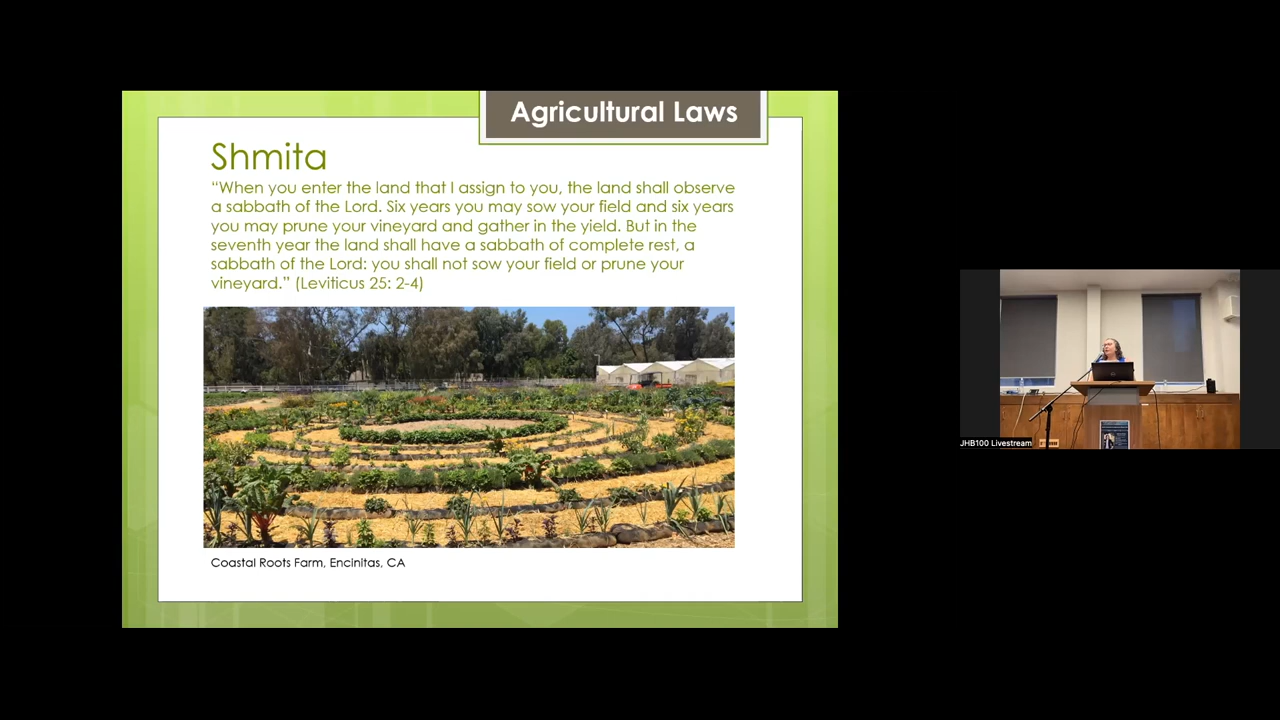 Agricultural Laws
Shmita
“When you enter the land that I assign to you, the land shall observe
a sabbath of the Lord. Six years you may sow your field and six years
you may prune your vineyard and gather in the yield. But in the
seventh year the land shall have a sabbath of complete rest, a
sabbath of the Lord: you shall not sow your field or prune your
vineyard.” (Leviticus 25: 2-4)
Coastal Roots Farm, Encinitas, CA
JHB100 Livestream